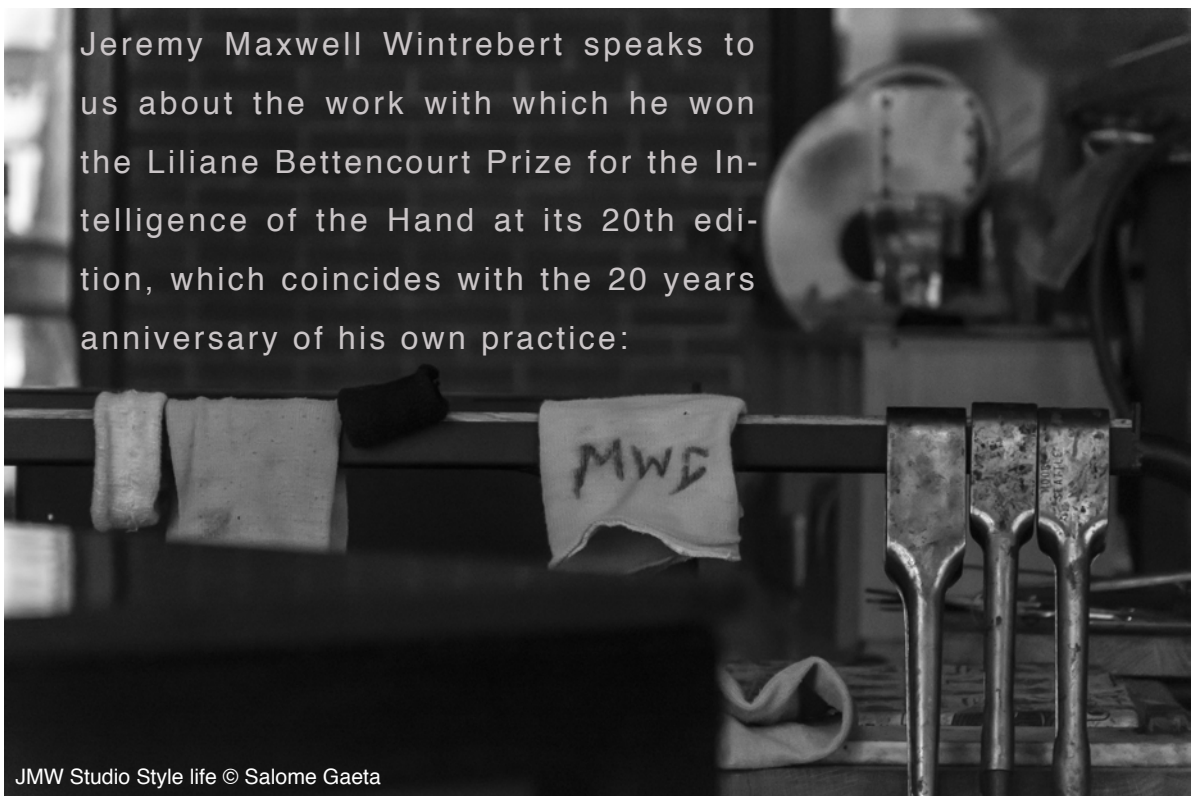 Jeremy Maxwell Wintrebert speaks to
us about the work with which he won
the Liliane Bettencourt Prize for the In-
telligence of the Hand at its 20th edi-
tion, which coincides with the 20 years
anniversary of his own practice:
JMW Studio Style life © Salome Gaeta